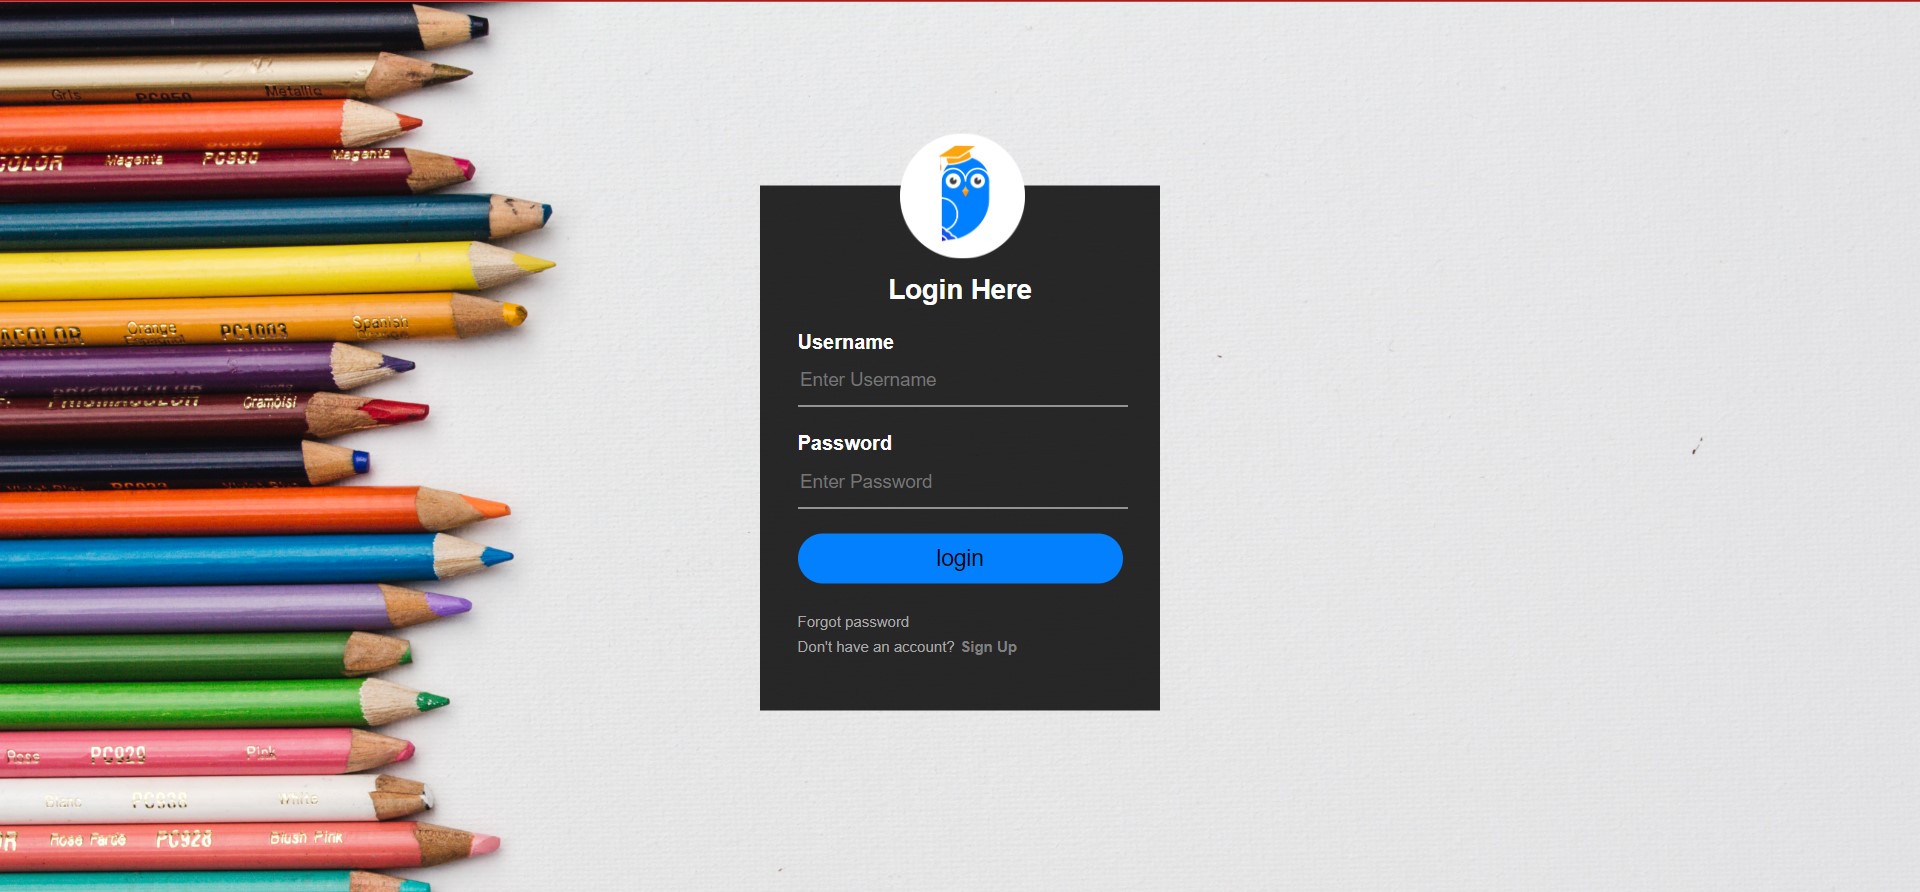 Gris PC950 Metallic
COLOR Magenta PC930 Magenta
ACOLOR Orange PC1003 Spanish
PRISMACOLOR
Login Here
Username
Enter Username
Password
Enter Password
login
Forgot password
Don't have an account? Sign Up
Rose PC929 Pink
Blanc PC938 White
OR Rose Farce PC928 Blush Pink